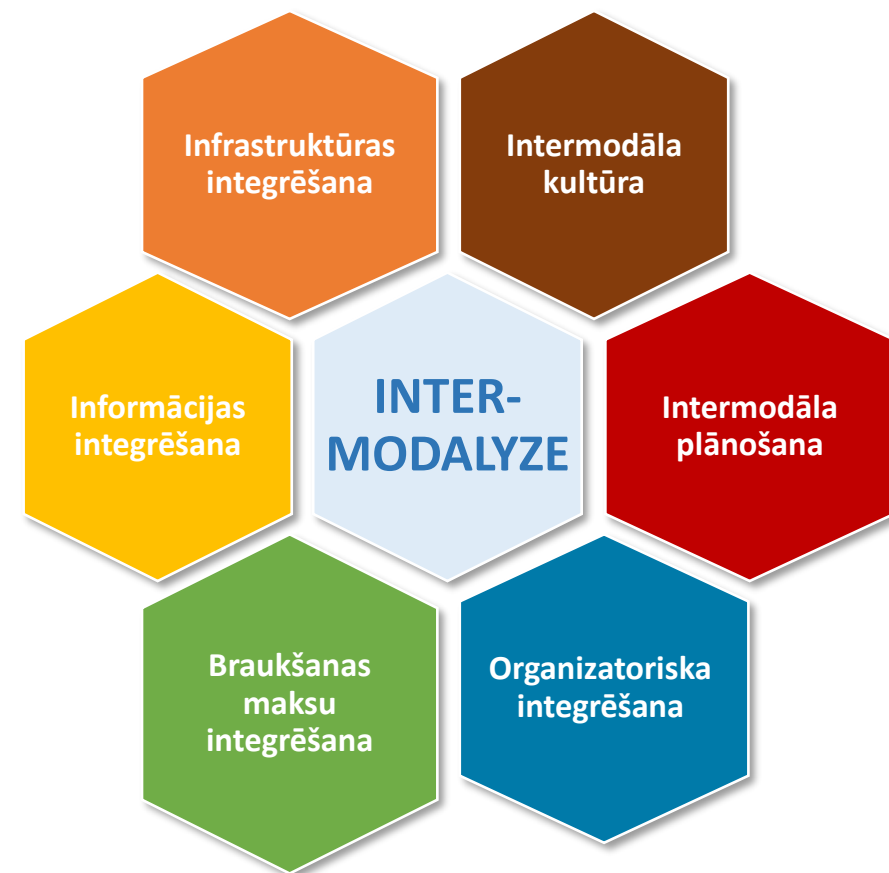 Infrastruktūras
integrēšana
Intermodāla
kultūra
Informācijas
integrēšana
INTER-
MODALYZE
Intermodāla
plānošana
Braukšanas
maksu
integrēšana
Organizatoriska
integrēšana